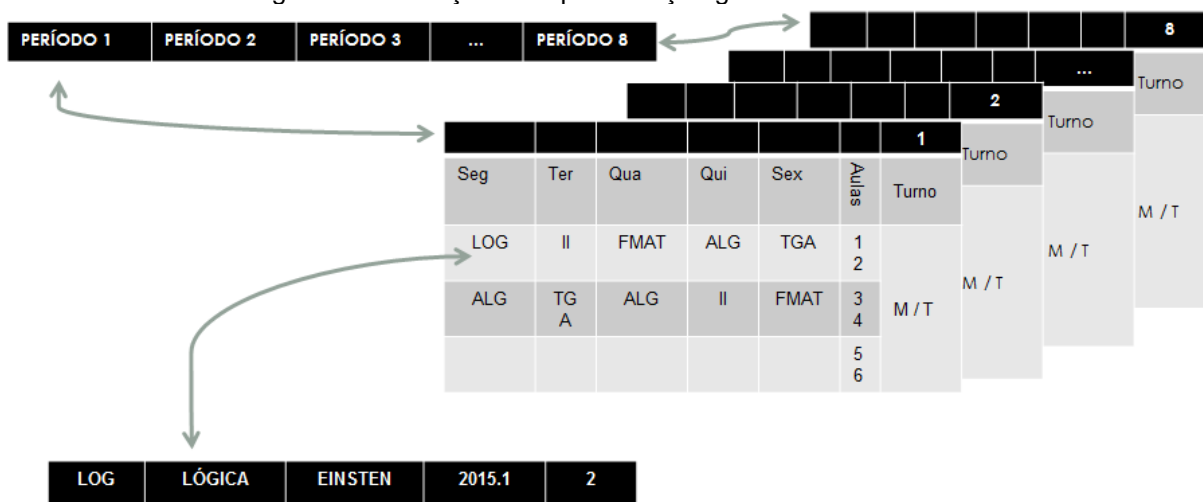 PERÍODO 1 PERÍODO 2 PERÍODO 3 ... PERÍODO 8
8
...
Turno
2
Turno
1
Turno
Seg Ter Qua Qui Sex Aulas Turno
M / T
LOG II FMAT ALG TGA 1
2
M / T
M / T
ALG TG
A ALG II FMAT 3
4
M / T
5
6
LOG LÓGICA EINSTEN 2015.1 2